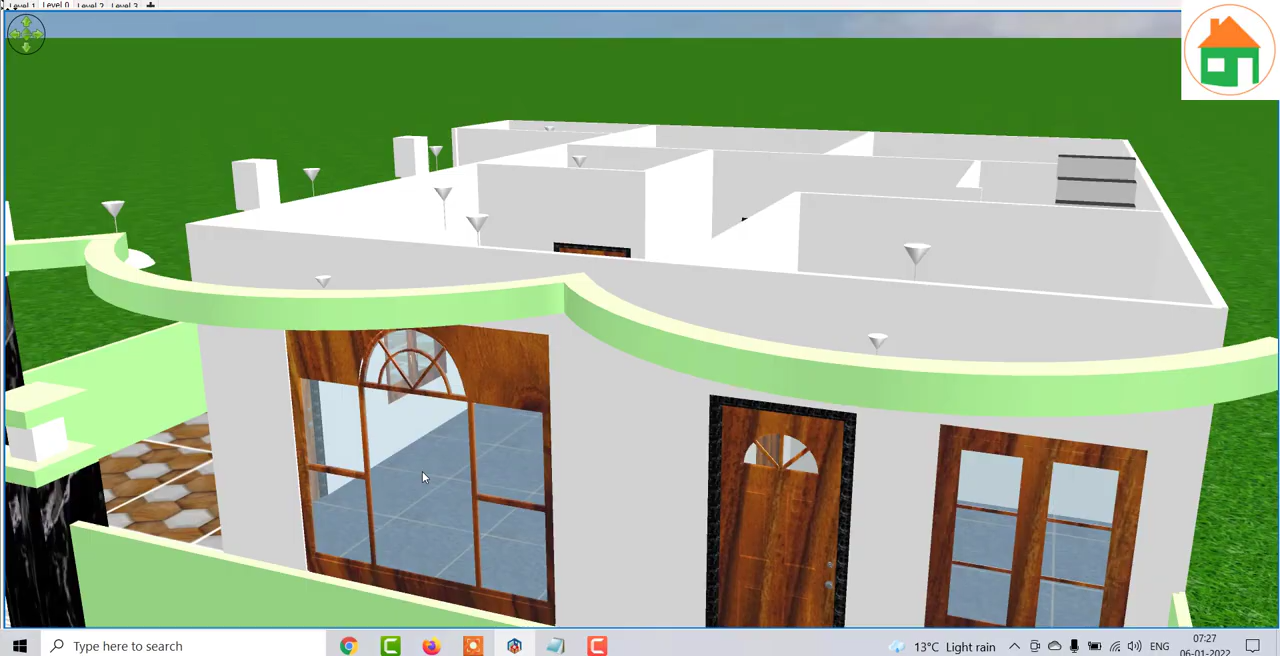 Level 1 Level 0 Level 2 Level 3
Type here to search
13°C Light rain
ENG
07:27
06-01-2022